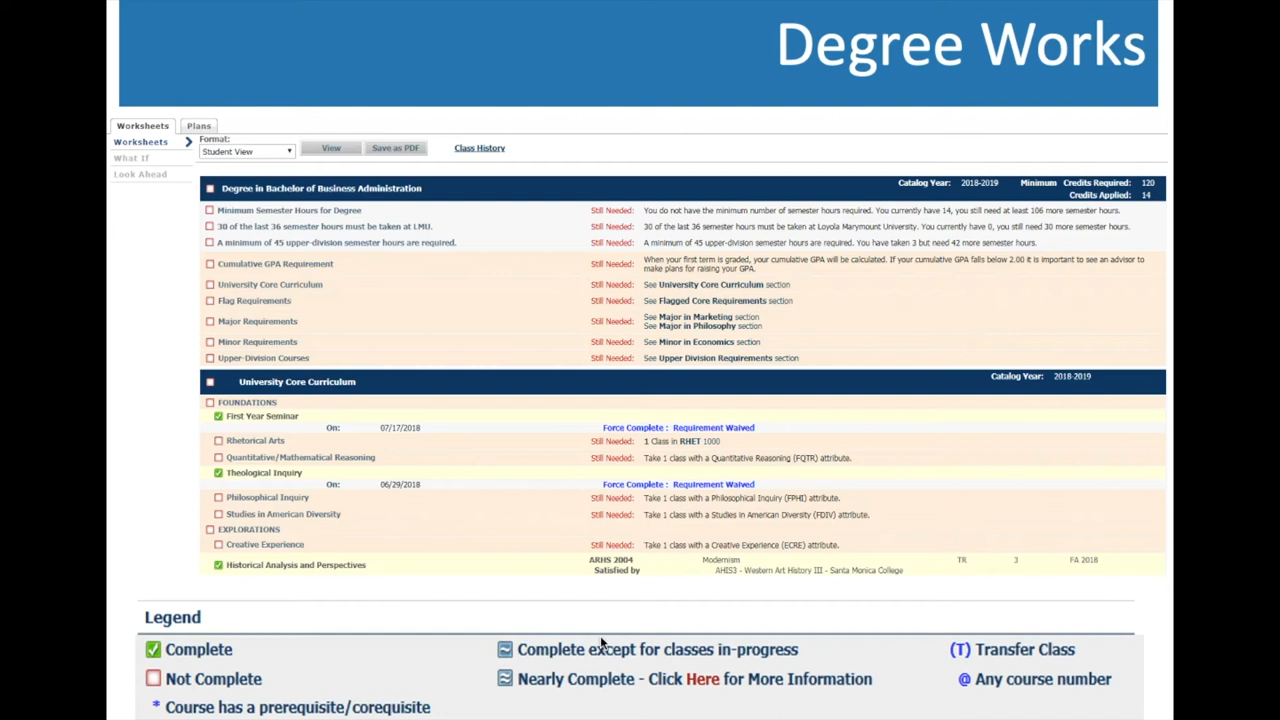 Degree Works
Worksheets Plans
Worksheets
What If
Look Ahead
Format:
Student View View Save as PDF Class History
Degree in Bachelor of Business Administration Catalog Year: 2018-2019 Minimum Credits Required: 120
Credits Applied: 14
Minimum Semester Hours for Degree Still Needed: You do not have the minimum number of semester hours required. You currently have 14, you still need at least 106 more semester hours.
30 of the last 36 semester hours must be taken at LMU. Still Needed: 30 of the last 36 semester hours must be taken at Loyola Marymount University. You currently have 0, you still need 30 more semester hours.
A minimum of 45 upper-division semester hours are required. Still Needed: A minimum of 45 upper-division semester hours are required. You have taken 3 but need 42 more semester hours.
Cumulative GPA Requirement Still Needed: When your first term is graded, your cumulative GPA will be calculated. If your cumulative GPA falls below 2.00 it is important to see an advisor to
make plans for raising your GPA.
University Core Curriculum Still Needed: See University Core Curriculum section
Flag Requirements Still Needed: See Flagged Core Requirements section
Major Requirements Still Needed: See Major in Marketing section
See Major in Philosophy section
Minor Requirements Still Needed: See Minor in Economics section
Upper-Division Courses Still Needed: See Upper Division Requirements section
University Core Curriculum Catalog Year: 2018-2019
FOUNDATIONS
First Year Seminar
On: 07/17/2018 Force Complete : Requirement Waived
Rhetorical Arts Still Needed: 1 Class in RHET 1000
Quantitative/Mathematical Reasoning Still Needed: Take 1 class with a Quantitative Reasoning (FQTR) attribute.
Theological Inquiry
On: 06/29/2018 Force Complete : Requirement Waived
Philosophical Inquiry Still Needed: Take 1 class with a Philosophical Inquiry (FPHI) attribute.
Studies in American Diversity Still Needed: Take 1 class with a Studies in American Diversity (FDIV) attribute.
EXPLORATIONS
Creative Experience Still Needed: Take 1 class with a Creative Experience (ECRE) attribute.
Historical Analysis and Perspectives ARHS 2004 Modernism TR 3 FA 2018
Satisfied by AHIS3 - Western Art History III - Santa Monica College
Legend
Complete Complete except for classes in-progress (T) Transfer Class
Not Complete Nearly Complete - Click Here for More Information @ Any course number
* Course has a prerequisite/corequisite